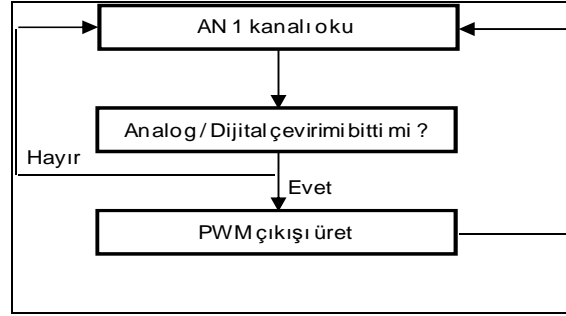 AN 1 kanalı oku
Analog / Dijital çevirimi bitti mi ?
Hayır
Evet
PWM çıkışı üret